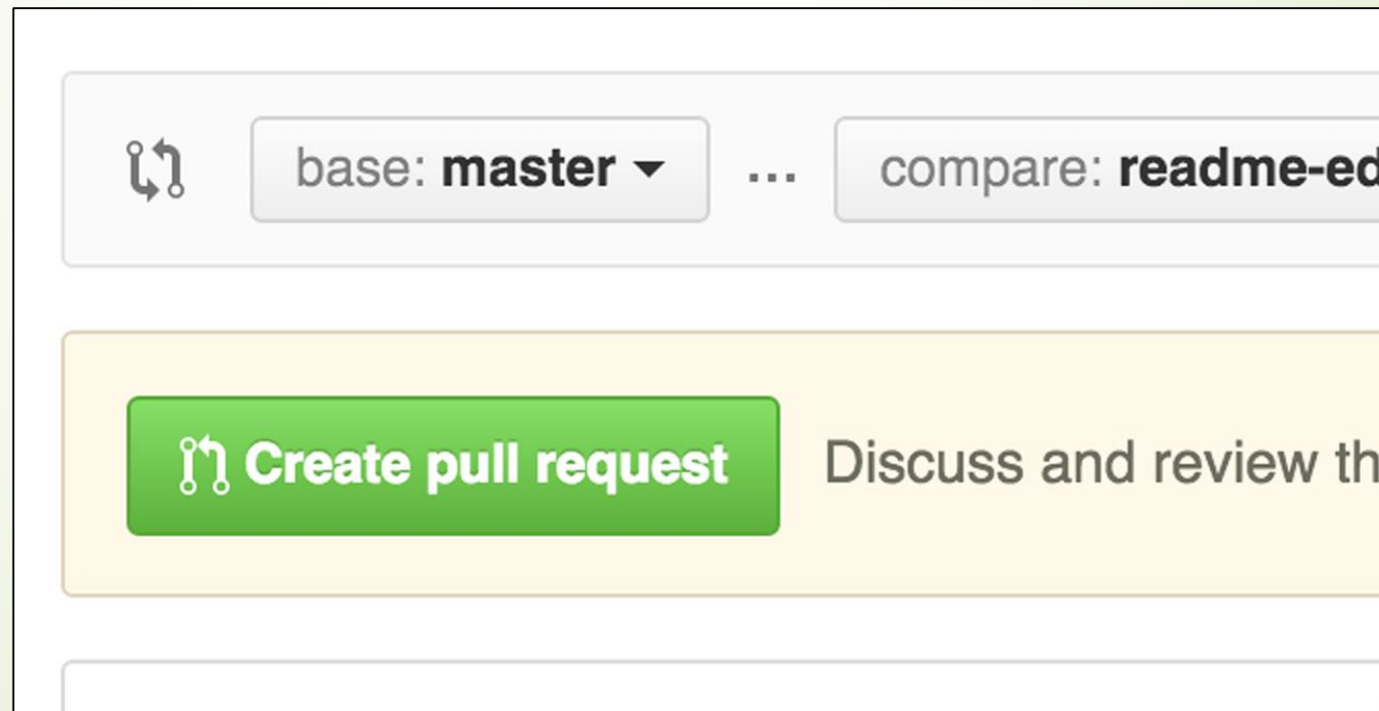 base: master ... compare: readme-ed
Create pull request Discuss and review th